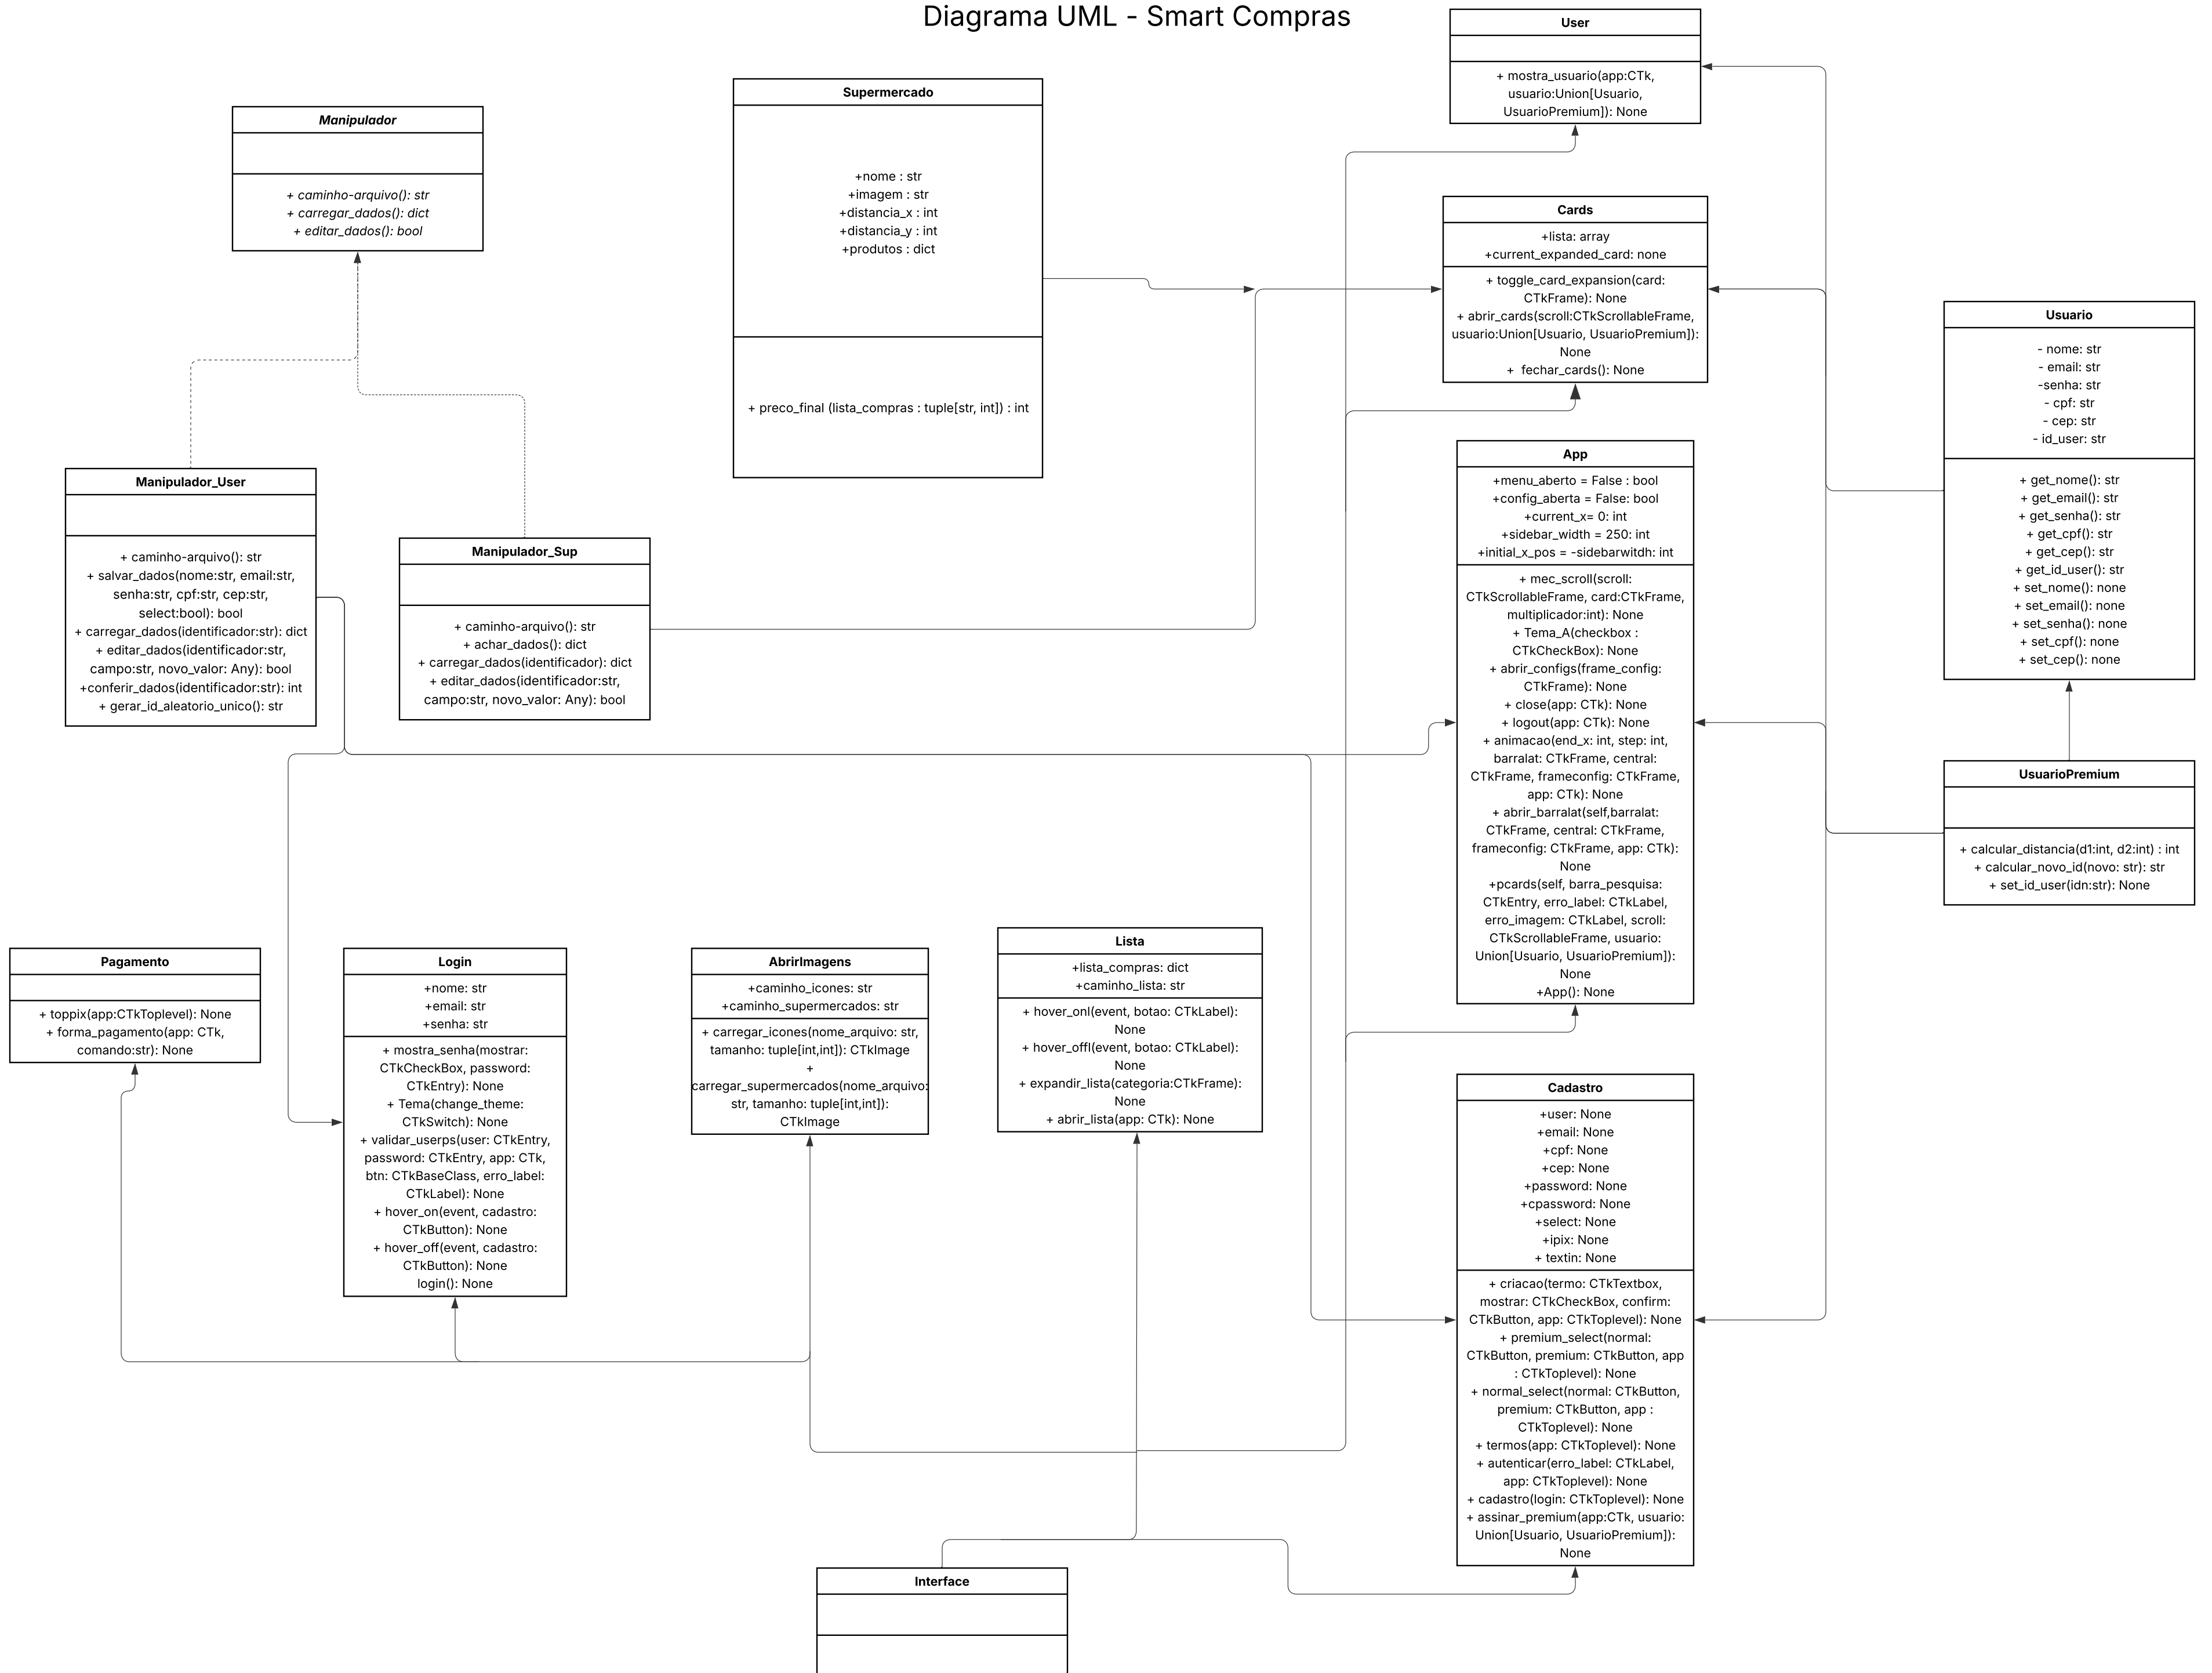 Diagrama UML - Smart Compras
User
+ mostra_usuario(app:CTk,
usuario:Union[Usuario,
UsuarioPremium]): None
Supermercado
+nome : str
+imagem : str
+distancia_x : int
+distancia_y : int
+produtos : dict
+ preco_final (lista_compras : tuple[str, int]) : int
Manipulador
+ caminho-arquivo(): str
+ carregar_dados(): dict
+ editar_dados(): bool
Cards
+lista: array
+current_expanded_card: none
+ toggle_card_expansion(card:
CTkFrame): None
+ abrir_cards(scroll:CTkScrollableFrame,
usuario:Union[Usuario, UsuarioPremium]):
None
+ fechar_cards(): None
Usuario
- nome: str
- email: str
-senha: str
- cpf: str
- cep: str
- id_user: str
+ get_nome(): str
+ get_email(): str
+ get_senha(): str
+ get_cpf(): str
+ get_cep(): str
+ get_id_user(): str
+ set_nome(): none
+ set_email(): none
+ set_senha(): none
+ set_cpf(): none
+ set_cep(): none
App
+menu_aberto = False : bool
+config_aberta = False: bool
+current_x= 0: int
+sidebar_width = 250: int
+initial_x_pos = -sidebarwitdh: int
+ mec_scroll(scroll:
CTkScrollableFrame, card:CTkFrame,
multiplicador:int): None
+ Tema_A(checkbox :
CTkCheckBox): None
+ abrir_configs(frame_config:
CTkFrame): None
+ close(app: CTk): None
+ logout(app: CTk): None
+ animacao(end_x: int, step: int,
barralat: CTkFrame, central:
CTkFrame, frameconfig: CTkFrame,
app: CTk): None
+ abrir_barralat(self,barralat:
CTkFrame, central: CTkFrame,
frameconfig: CTkFrame, app: CTk):
None
+pcards(self, barra_pesquisa:
CTkEntry, erro_label: CTkLabel,
erro_imagem: CTkLabel, scroll:
CTkScrollableFrame, usuario:
Union[Usuario, UsuarioPremium]):
None
+App(): None
Manipulador_User
+ caminho-arquivo(): str
+ salvar_dados(nome:str, email:str,
senha:str, cpf:str, cep:str,
select:bool): bool
+ carregar_dados(identificador:str): dict
+ editar_dados(identificador:str,
campo:str, novo_valor: Any): bool
+conferir_dados(identificador:str): int
+ gerar_id_aleatorio_unico(): str
Manipulador_Sup
+ caminho-arquivo(): str
+ achar_dados(): dict
+ carregar_dados(identificador): dict
+ editar_dados(identificador:str,
campo:str, novo_valor: Any): bool
UsuarioPremium
+ calcular_distancia(d1:int, d2:int) : int
+ calcular_novo_id(novo: str): str
+ set_id_user(idn:str): None
Pagamento
+ toppix(app:CTkToplevel): None
+ forma_pagamento(app: CTk,
comando:str): None
Login
+nome: str
+email: str
+senha: str
+ mostra_senha(mostrar:
CTkCheckBox, password:
CTkEntry): None
+ Tema(change_theme:
CTkSwitch): None
+ validar_userps(user: CTkEntry,
password: CTkEntry, app: CTk,
btn: CTkBaseClass, erro_label:
CTkLabel): None
+ hover_on(event, cadastro:
CTkButton): None
+ hover_off(event, cadastro:
CTkButton): None
login(): None
AbrirImagens
+caminho_icones: str
+caminho_supermercados: str
+ carregar_icones(nome_arquivo: str,
tamanho: tuple[int,int]): CTkImage
+
carregar_supermercados(nome_arquivo:
str, tamanho: tuple[int,int]):
CTkImage
Lista
+lista_compras: dict
+caminho_lista: str
+ hover_onl(event, botao: CTkLabel):
None
+ hover_offl(event, botao: CTkLabel):
None
+ expandir_lista(categoria:CTkFrame):
None
+ abrir_lista(app: CTk): None
Cadastro
+user: None
+email: None
+cpf: None
+cep: None
+password: None
+cpassword: None
+select: None
+ipix: None
+ textin: None
+ criacao(termo: CTkTextbox,
mostrar: CTkCheckBox, confirm:
CTkButton, app: CTkToplevel): None
+ premium_select(normal:
CTkButton, premium: CTkButton, app
: CTkToplevel): None
+ normal_select(normal: CTkButton,
premium: CTkButton, app :
CTkToplevel): None
+ termos(app: CTkToplevel): None
+ autenticar(erro_label: CTkLabel,
app: CTkToplevel): None
+ cadastro(login: CTkToplevel): None
+ assinar_premium(app:CTk, usuario:
Union[Usuario, UsuarioPremium]):
None
Interface